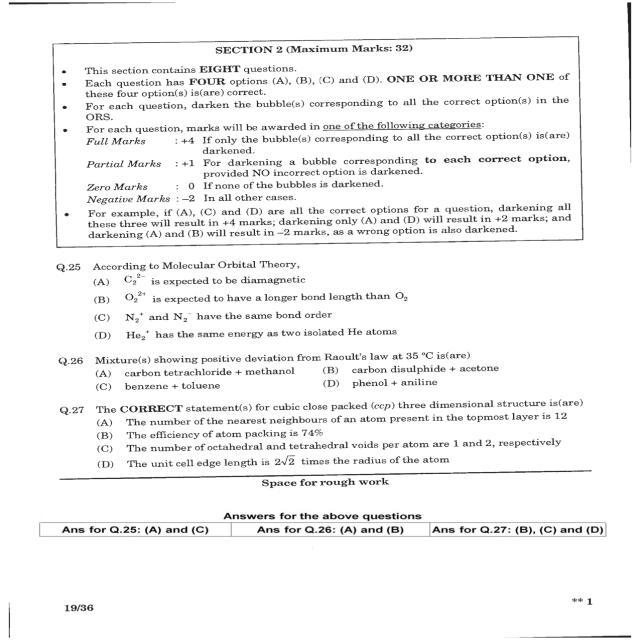 SECTION 2 (Maximum Marks: 32)
• This section contains EIGHT questions.
• Each question has FOUR options (A), (B), (C) and (D). ONE OR MORE THAN ONE of
these four option(s) is(are) correct.
• For each question, darken the bubble(s) corresponding to all the correct option(s) in the
ORS.
• For each question, marks will be awarded in one of the following categories:
Full Marks : +4 If only the bubble(s) corresponding to all the correct option(s) is(are)
darkened.
Partial Marks : +1 For darkening a bubble corresponding to each correct option,
provided NO incorrect option is darkened.
Zero Marks : 0 If none of the bubbles is darkened.
Negative Marks : –2 In all other cases.
• For example, if (A), (C) and (D) are all the correct options for a question, darkening all
these three will result in +4 marks; darkening only (A) and (D) will result in +2 marks; and
darkening (A) and (B) will result in –2 marks, as a wrong option is also darkened.
Q.25 According to Molecular Orbital Theory,
(A) C₂²⁻ is expected to be diamagnetic
(B) O₂²⁺ is expected to have a longer bond length than O₂
(C) N₂⁺ and N₂⁻ have the same bond order
(D) He₂⁺ has the same energy as two isolated He atoms
Q.26 Mixture(s) showing positive deviation from Raoult's law at 35 °C is(are)
(A) carbon tetrachloride + methanol (B) carbon disulphide + acetone
(C) benzene + toluene (D) phenol + aniline
Q.27 The CORRECT statement(s) for cubic close packed (ccp) three dimensional structure is(are)
(A) The number of the nearest neighbours of an atom present in the topmost layer is 12
(B) The efficiency of atom packing is 74%
(C) The number of octahedral and tetrahedral voids per atom are 1 and 2, respectively
(D) The unit cell edge length is 2√2 times the radius of the atom
Space for rough work
Answers for the above questions
Ans for Q.25: (A) and (C) Ans for Q.26: (A) and (B) Ans for Q.27: (B), (C) and (D)
** 1
19/36